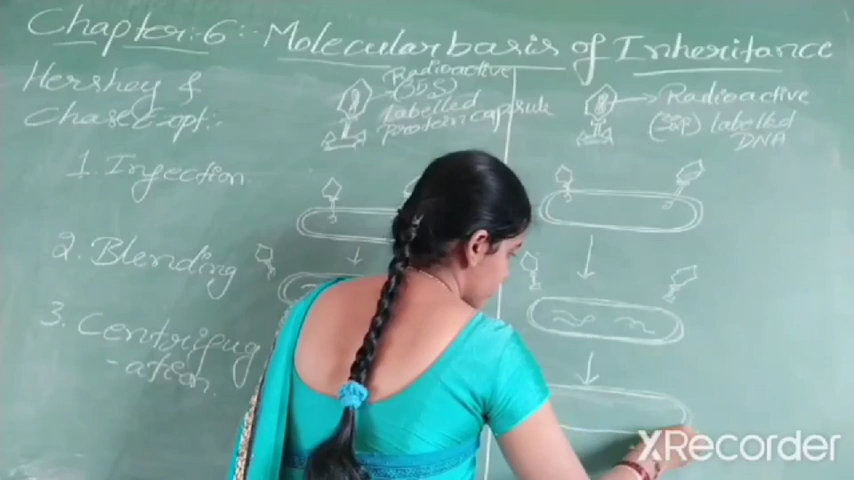 Chapter:-6:- Molecular basis of Inheritance
Hershey &
Chase Expt:-
1. Injection
2. Blending
3. Centrifug
-ation.
Radioactive
(35S)
Labelled
Protein capsule
Radioactive
(32P) labelled
DNA
XRecorder